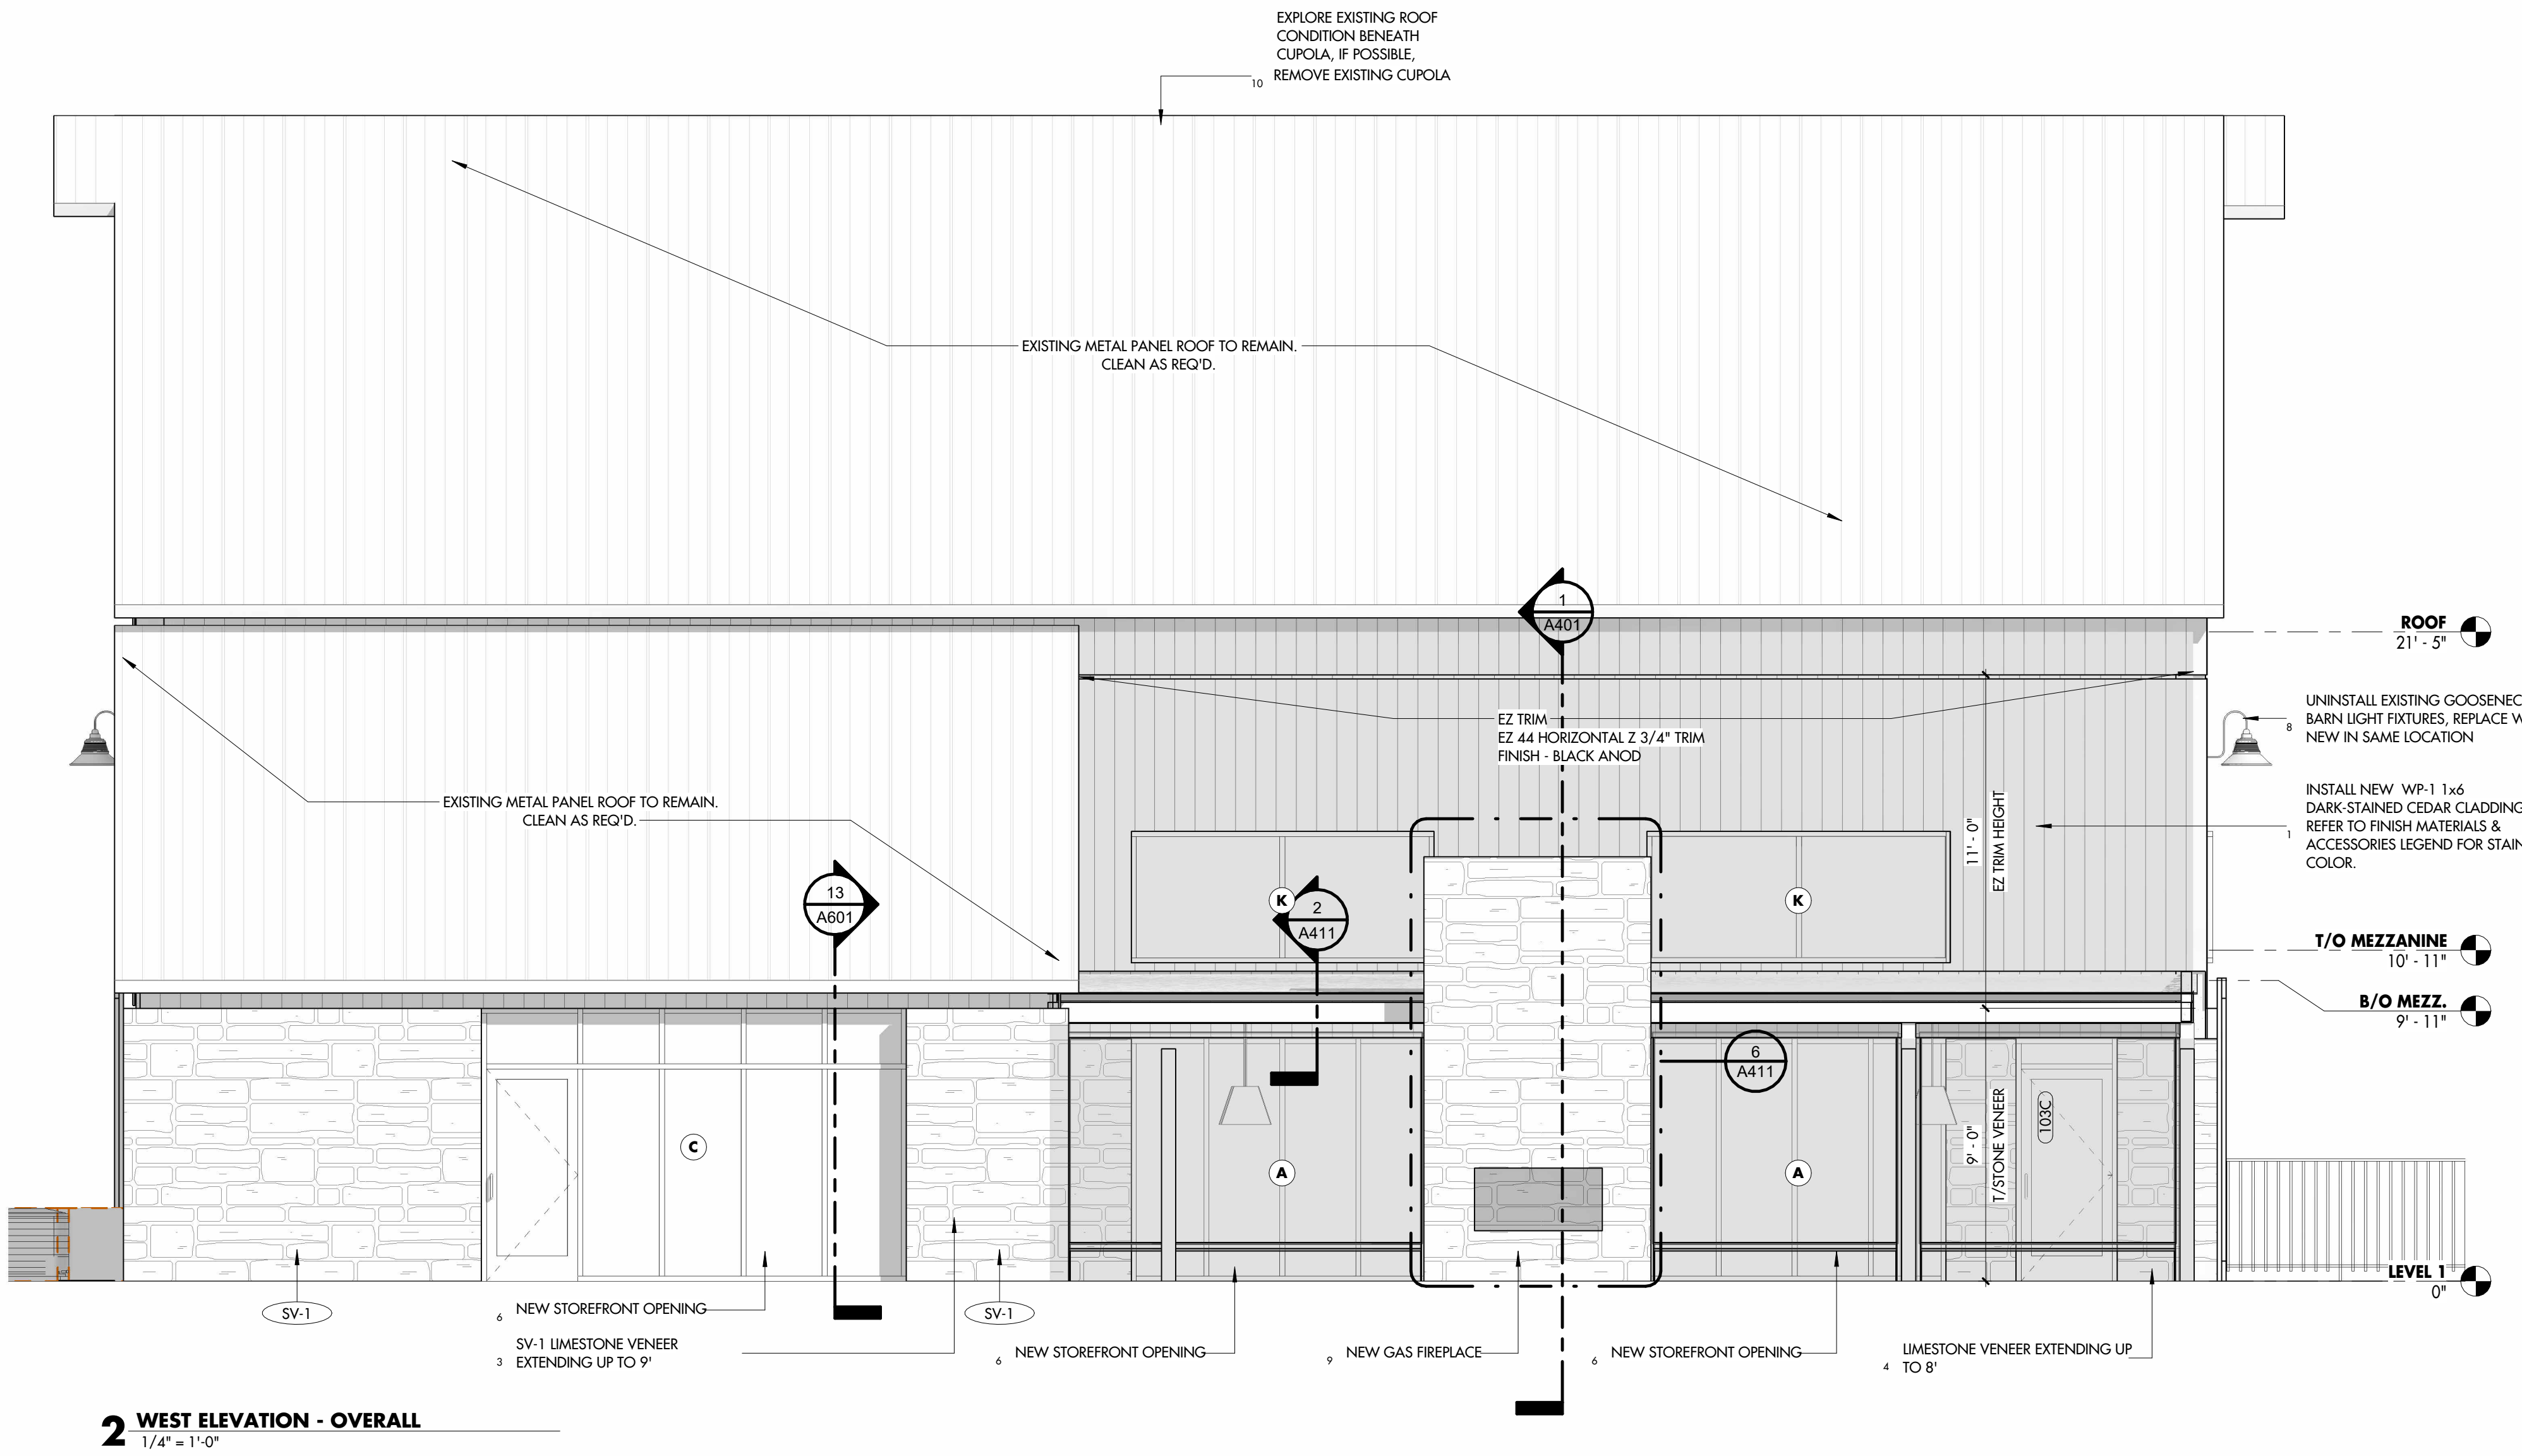 EXPLORE EXISTING ROOF
CONDITION BENEATH
CUPOLA, IF POSSIBLE,
10 REMOVE EXISTING CUPOLA
EXISTING METAL PANEL ROOF TO REMAIN.
CLEAN AS REQ'D.
1
A401
ROOF
21' - 5"
EZ TRIM
EZ 44 HORIZONTAL Z 3/4" TRIM
FINISH - BLACK ANOD
UNINSTALL EXISTING GOOSENEC
BARN LIGHT FIXTURES, REPLACE W
8 NEW IN SAME LOCATION
EXISTING METAL PANEL ROOF TO REMAIN.
CLEAN AS REQ'D.
INSTALL NEW WP-1 1x6
DARK-STAINED CEDAR CLADDING
REFER TO FINISH MATERIALS &
1 ACCESSORIES LEGEND FOR STAIN
COLOR.
11' - 0"
EZ TRIM HEIGHT
13
A601
K
2
A411
K
T/O MEZZANINE
10' - 11"
B/O MEZZ.
9' - 11"
6
A411
C
A
A
9' - 0"
T/STONE VENEER
103C
LEVEL 1
0"
SV-1
6 NEW STOREFRONT OPENING
SV-1
SV-1 LIMESTONE VENEER
3 EXTENDING UP TO 9'
6 NEW STOREFRONT OPENING
9 NEW GAS FIREPLACE
6 NEW STOREFRONT OPENING
LIMESTONE VENEER EXTENDING UP
4 TO 8'
2 WEST ELEVATION - OVERALL
1/4" = 1'-0"